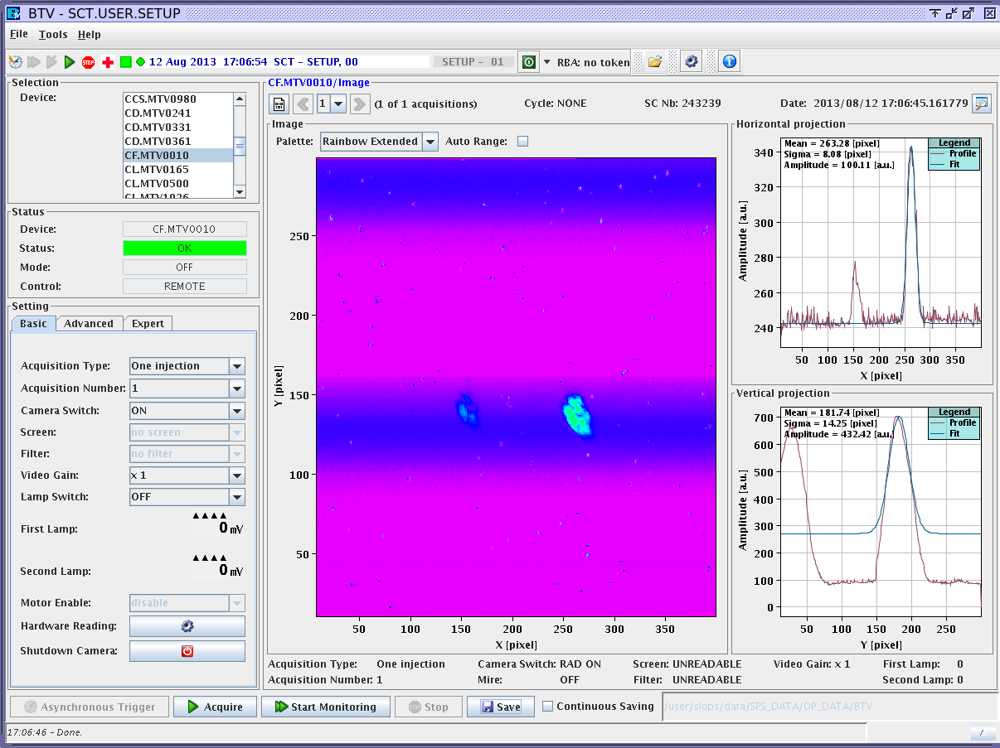 BTV - SCT.USER.SETUP
File Tools Help
STOP 12 Aug 2013 17:06:54 SCT - SETUP, 00 SETUP - 01 RBA: no token
Selection
Device:
CCS.MTV0980
CD.MTV0241
CD.MTV0331
CD.MTV0361
CF.MTV0010
CL.MTV0165
CL.MTV0500
CL.MTV1026
Status
Device: CF.MTV0010
Status: OK
Mode: OFF
Control: REMOTE
Setting
Basic Advanced Expert
Acquisition Type: One injection
Acquisition Number: 1
Camera Switch: ON
Screen: no screen
Filter: no filter
Video Gain: x 1
Lamp Switch: OFF
First Lamp: 0 mV
Second Lamp: 0 mV
Motor Enable: disable
Hardware Reading:
Shutdown Camera:
CF.MTV0010/Image
1 (1 of 1 acquisitions) Cycle: NONE SC Nb: 243239 Date: 2013/08/12 17:06:45.161779
Image
Palette: Rainbow Extended Auto Range:
250
200
150
100
50
Y [pixel]
50 100 150 200 250 300 350
X [pixel]
Horizontal projection
Mean = 263.28 [pixel]
Sigma = 8.08 [pixel]
Amplitude = 100.11 [a.u.]
Legend
Profile
Fit
340
320
300
280
260
240
Amplitude [a.u.]
50 100 150 200 250 300 350
X [pixel]
Vertical projection
Mean = 181.74 [pixel]
Sigma = 14.25 [pixel]
Amplitude = 432.42 [a.u.]
Legend
Profile
Fit
700
600
500
400
300
200
100
0
Amplitude [a.u.]
50 100 150 200 250
Y [pixel]
Acquisition Type: One injection Camera Switch: RAD ON Screen: UNREADABLE Video Gain: x 1 First Lamp: 0
Acquisition Number: 1 Mire: OFF Filter: UNREADABLE Second Lamp: 0
Asynchronous Trigger Acquire Start Monitoring Stop Save Continuous Saving /user/slops/data/SPS_DATA/OP_DATA/BTV
17:06:46 - Done.